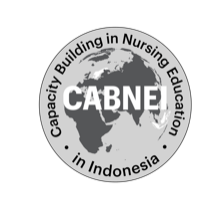 Capacity Building in Nursing Education
CABNEI
• in Indonesia •